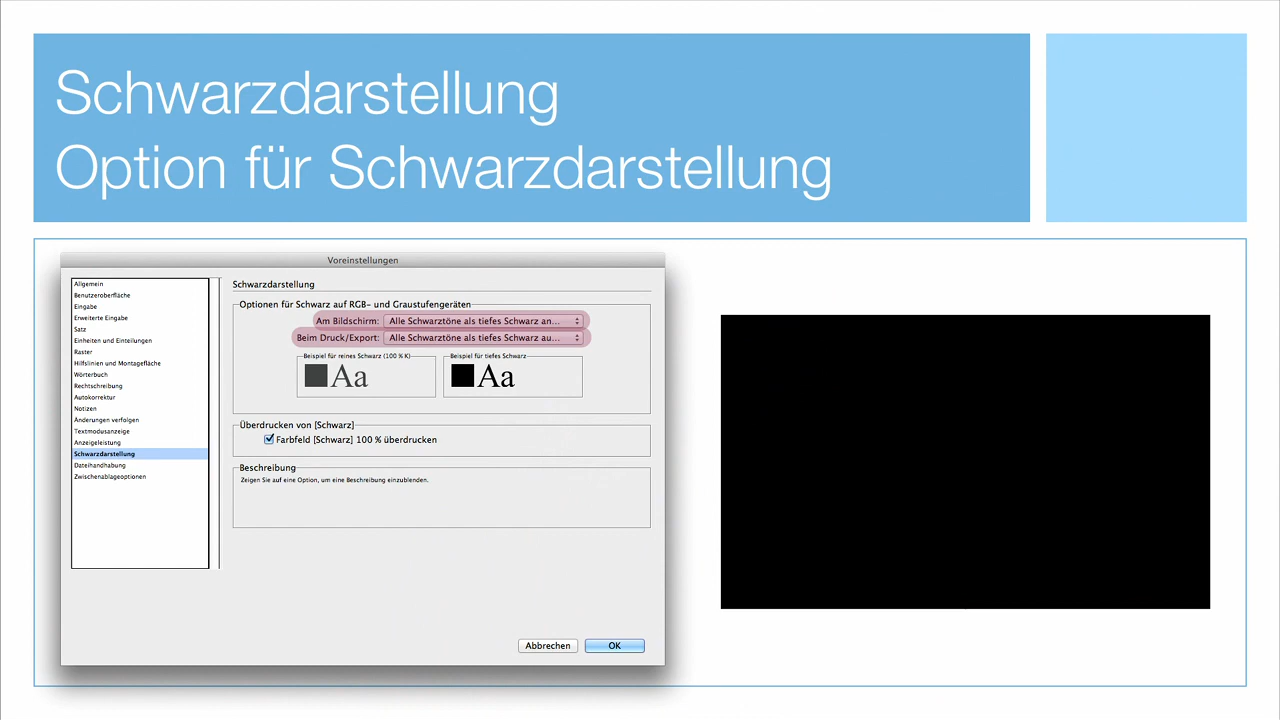 Schwarzdarstellung
Option für Schwarzdarstellung
Voreinstellungen
Allgemein
Benutzeroberfläche
Eingabe
Erweiterte Eingabe
Satz
Einheiten und Einteilungen
Raster
Hilfslinien und Montagefläche
Wörterbuch
Rechtschreibung
Autokorrektur
Notizen
Änderungen verfolgen
Textmodusanzeige
Anzeigeleistung
Schwarzdarstellung
Dateihandhabung
Zwischenablageoptionen
Schwarzdarstellung
Optionen für Schwarz auf RGB- und Graustufengeräten
Am Bildschirm: Alle Schwarztöne als tiefes Schwarz an...
Beim Druck/Export: Alle Schwarztöne als tiefes Schwarz au...
Beispiel für reines Schwarz (100 % K)
Aa
Beispiel für tiefes Schwarz
Aa
Überdrucken von [Schwarz]
Farbfeld [Schwarz] 100 % überdrucken
Beschreibung
Zeigen Sie auf eine Option, um eine Beschreibung einzublenden.
Abbrechen
OK